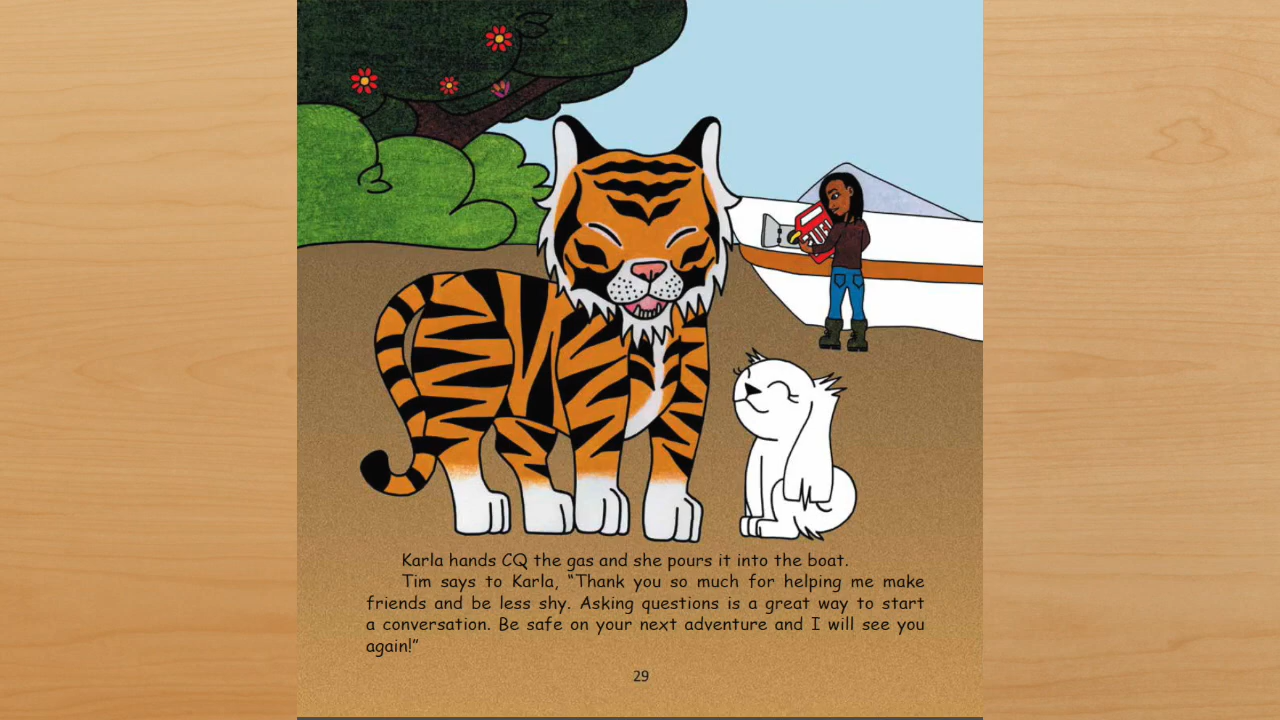 FUEL
Karla hands CQ the gas and she pours it into the boat.
Tim says to Karla, “Thank you so much for helping me make
friends and be less shy. Asking questions is a great way to start
a conversation. Be safe on your next adventure and I will see you
again!”
29